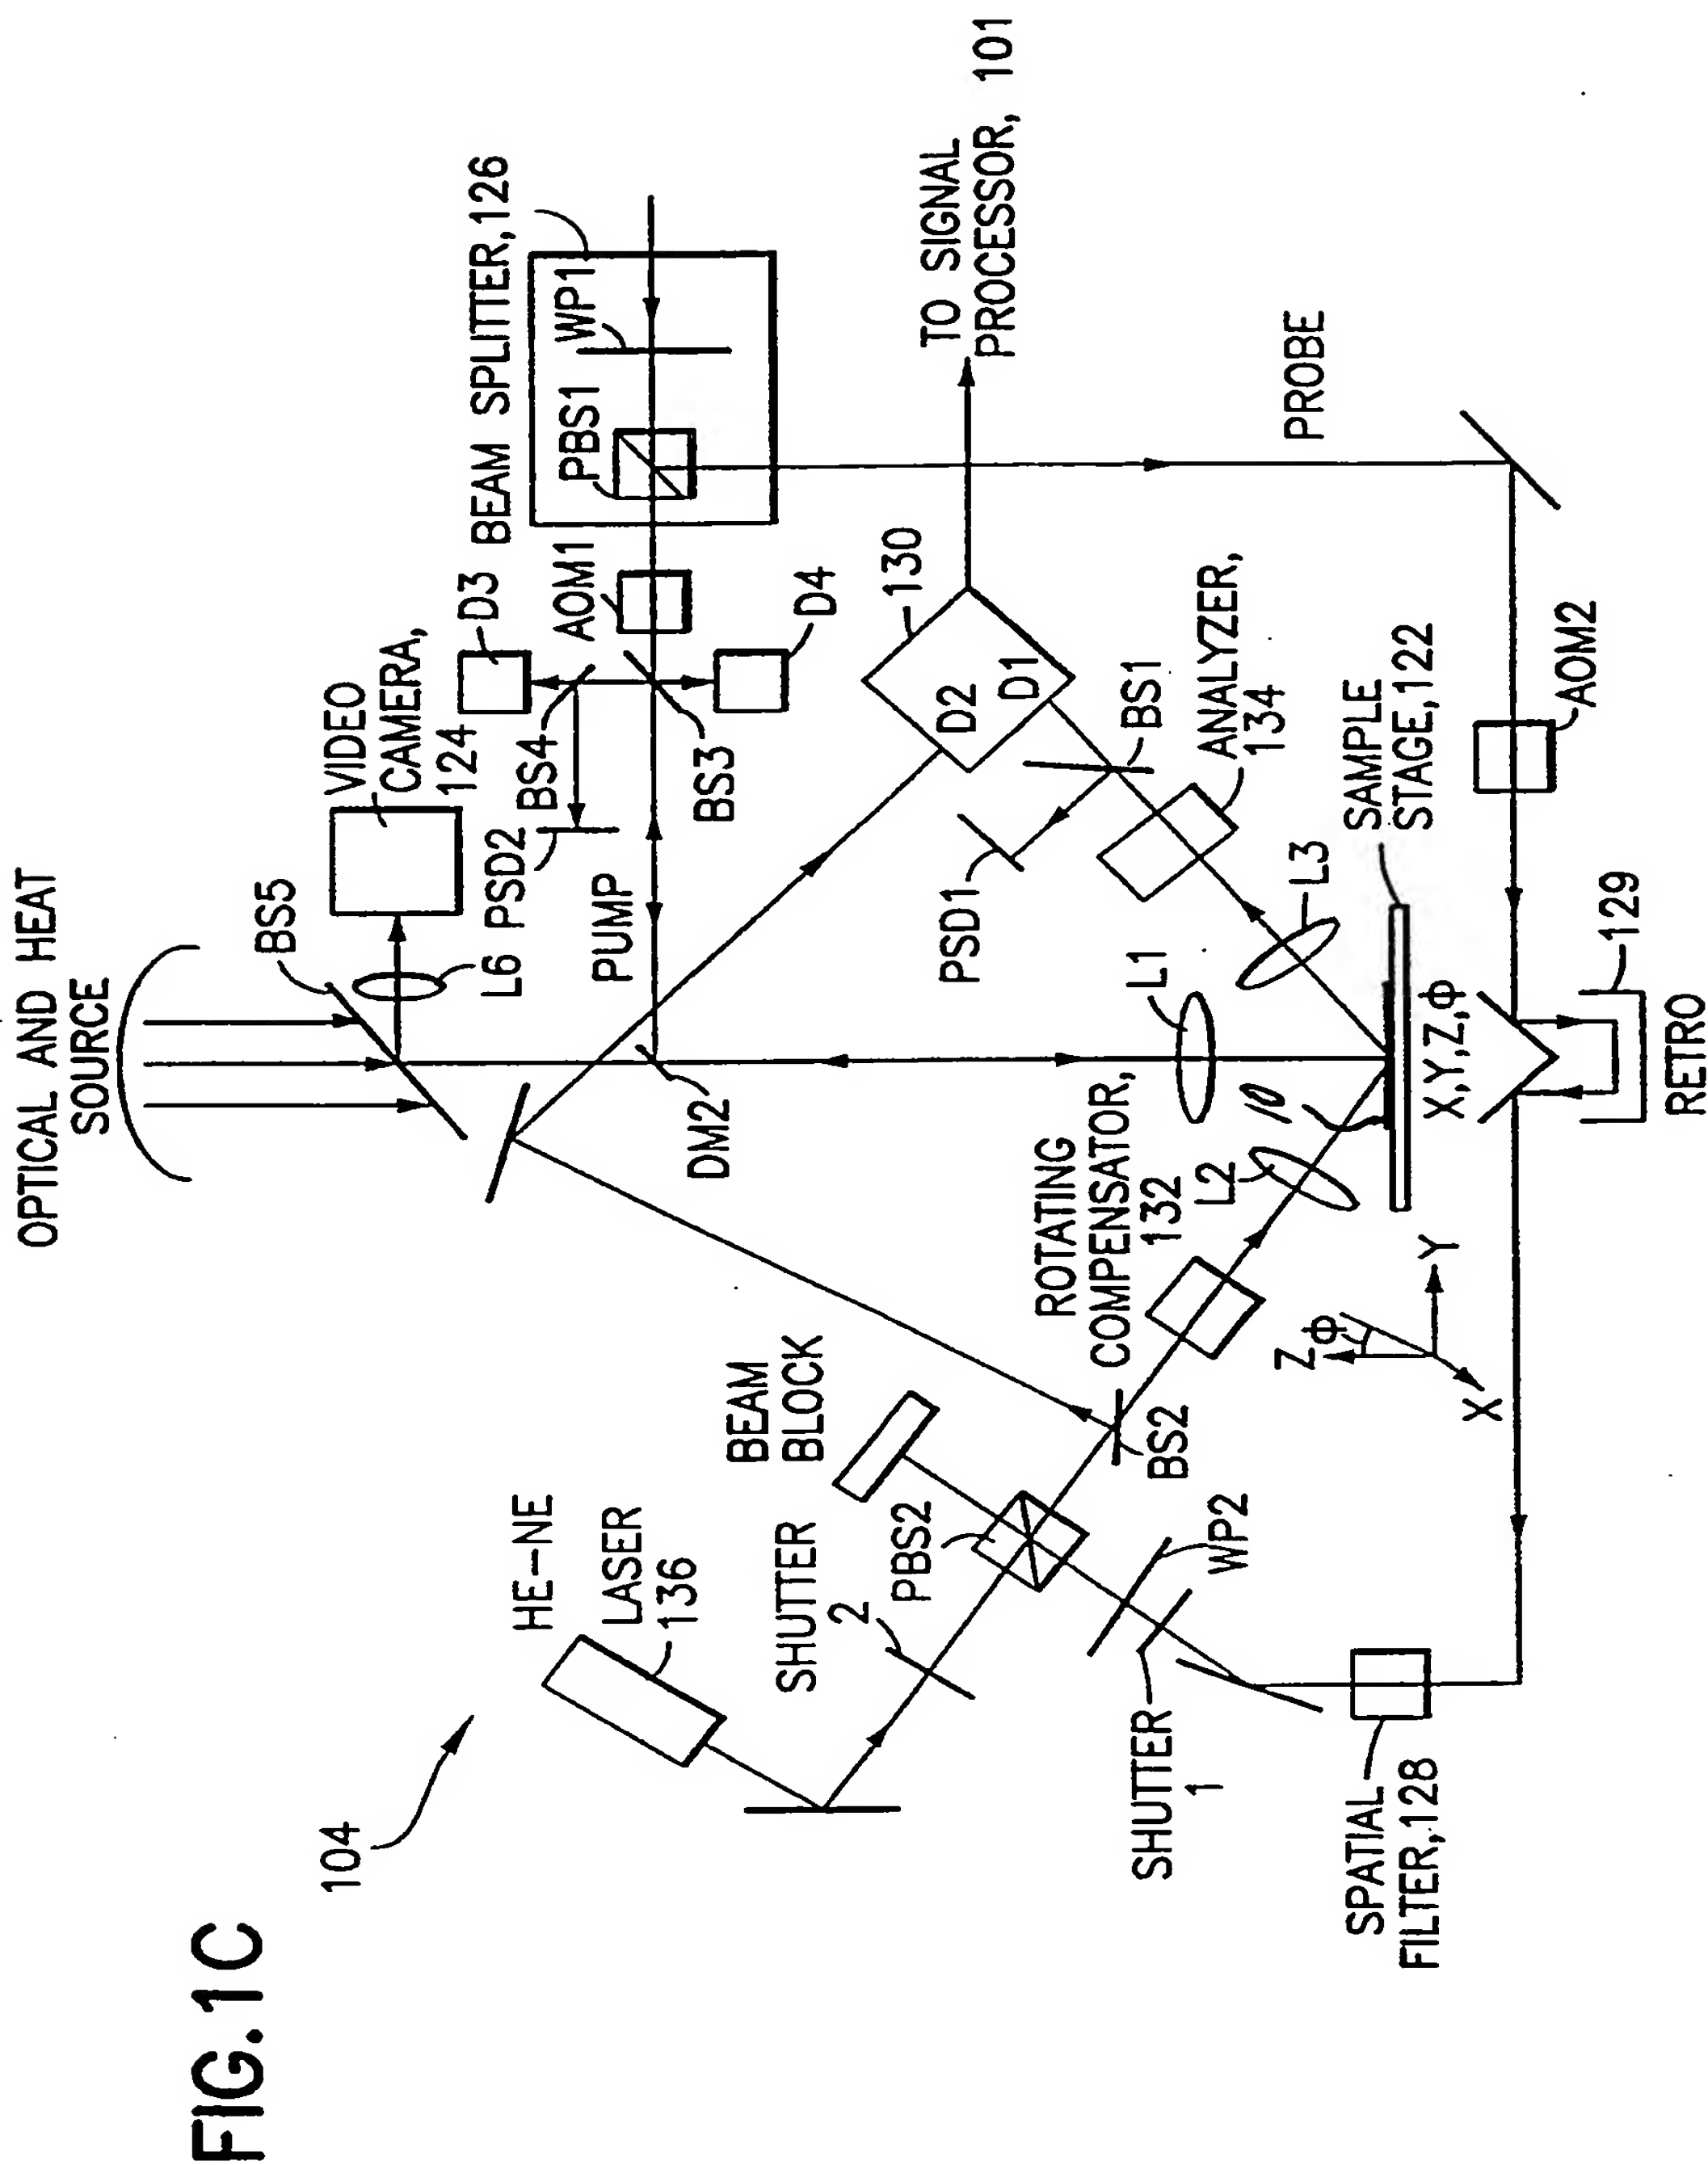 FIG.1C
104
OPTICAL AND HEAT
SOURCE
BS5
VIDEO
CAMERA,
124
L6
PSD2
BS4
D3
AOM1
BEAM SPLITTER,126
PBS1
WP1
PUMP
BS3
D4
DM2
HE-NE
LASER
136
BEAM
BLOCK
SHUTTER
2
PBS2
BS2
WP2
SHUTTER
1
SPATIAL
FILTER,128
ROTATING
COMPENSATOR,
132
L2
10
L1
PSD1
L3
D2
D1
130
BS1
ANALYZER,
134
TO SIGNAL
PROCESSOR, 101
PROBE
SAMPLE
STAGE,122
X,Y,Z,Φ
Z
Φ
Y
X
AOM2
129
RETRO